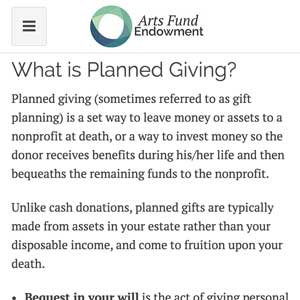 Arts Fund
Endowment
What is Planned Giving?
Planned giving (sometimes referred to as gift
planning) is a set way to leave money or assets to a
nonprofit at death, or a way to invest money so the
donor receives benefits during his/her life and then
bequeaths the remaining funds to the nonprofit.
Unlike cash donations, planned gifts are typically
made from assets in your estate rather than your
disposable income, and come to fruition upon your
death.
• Bequest in your will is the act of giving personal